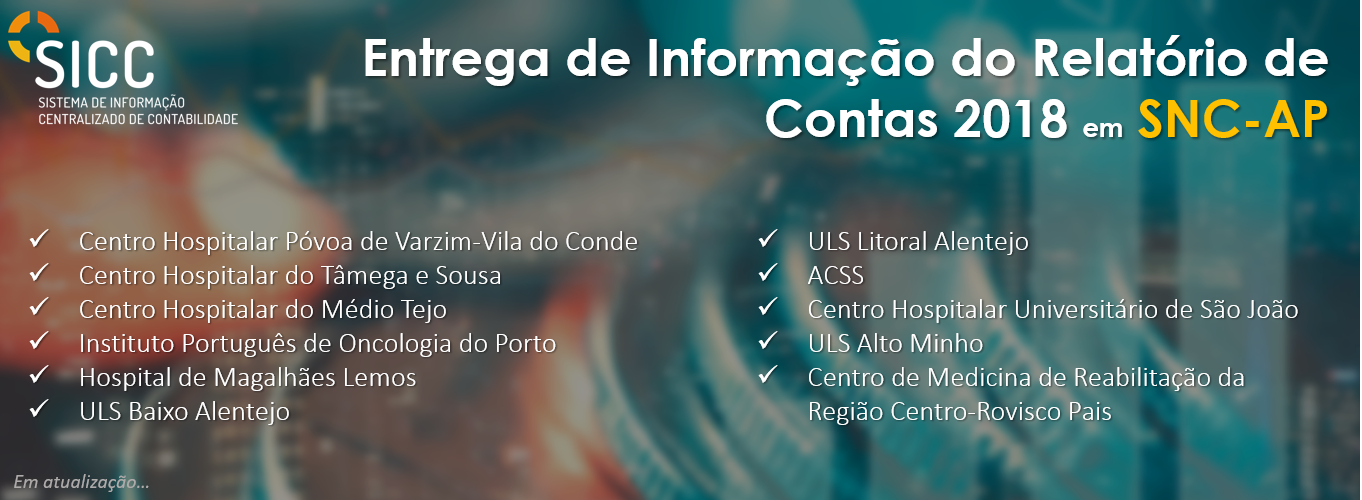 SICC
SISTEMA DE INFORMAÇÃO
CENTRALIZADO DE CONTABILIDADE
Entrega de Informação do Relatório de
Contas 2018 em SNC-AP
✓ Centro Hospitalar Póvoa de Varzim-Vila do Conde
✓ Centro Hospitalar do Tâmega e Sousa
✓ Centro Hospitalar do Médio Tejo
✓ Instituto Português de Oncologia do Porto
✓ Hospital de Magalhães Lemos
✓ ULS Baixo Alentejo
✓ ULS Litoral Alentejo
✓ ACSS
✓ Centro Hospitalar Universitário de São João
✓ ULS Alto Minho
✓ Centro de Medicina de Reabilitação da
Região Centro-Rovisco Pais
Em atualização...